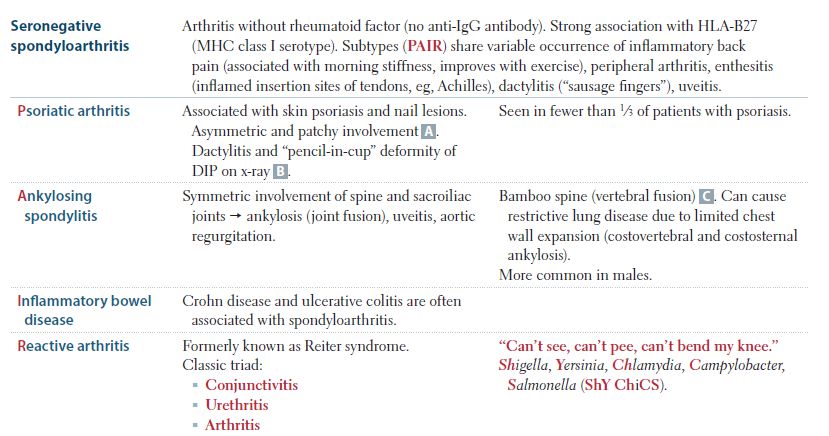 Seronegative
spondyloarthritis
Arthritis without rheumatoid factor (no anti-IgG antibody). Strong association with HLA-B27
(MHC class I serotype). Subtypes (PAIR) share variable occurrence of inflammatory back
pain (associated with morning stiffness, improves with exercise), peripheral arthritis, enthesitis
(inflamed insertion sites of tendons, eg, Achilles), dactylitis (“sausage fingers”), uveitis.
Psoriatic arthritis
Associated with skin psoriasis and nail lesions.
Asymmetric and patchy involvement A.
Dactylitis and “pencil-in-cup” deformity of
DIP on x-ray B.
Seen in fewer than ⅓ of patients with psoriasis.
Ankylosing
spondylitis
Symmetric involvement of spine and sacroiliac
joints → ankylosis (joint fusion), uveitis, aortic
regurgitation.
Bamboo spine (vertebral fusion) C. Can cause
restrictive lung disease due to limited chest
wall expansion (costovertebral and costosternal
ankylosis).
More common in males.
Inflammatory bowel
disease
Crohn disease and ulcerative colitis are often
associated with spondyloarthritis.
Reactive arthritis
Formerly known as Reiter syndrome.
Classic triad:
▪ Conjunctivitis
▪ Urethritis
▪ Arthritis
“Can’t see, can’t pee, can’t bend my knee.”
Shigella, Yersinia, Chlamydia, Campylobacter,
Salmonella (ShY ChiCS).